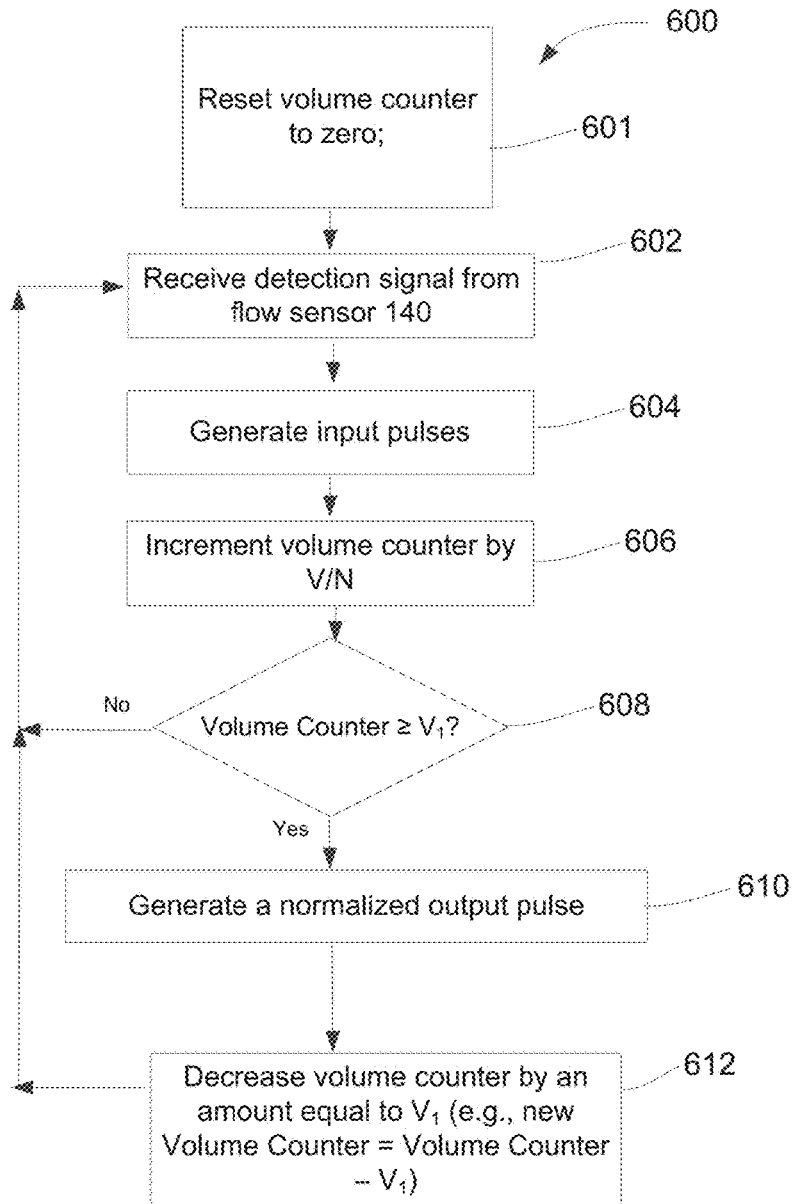 600
Reset volume counter
to zero;
601
602
Receive detection signal from
flow sensor 140
604
Generate input pulses
606
Increment volume counter by
V/N
608
No
Volume Counter ≥ V₁?
Yes
610
Generate a normalized output pulse
612
Decrease volume counter by an
amount equal to V₁ (e.g., new
Volume Counter = Volume Counter
– V₁)